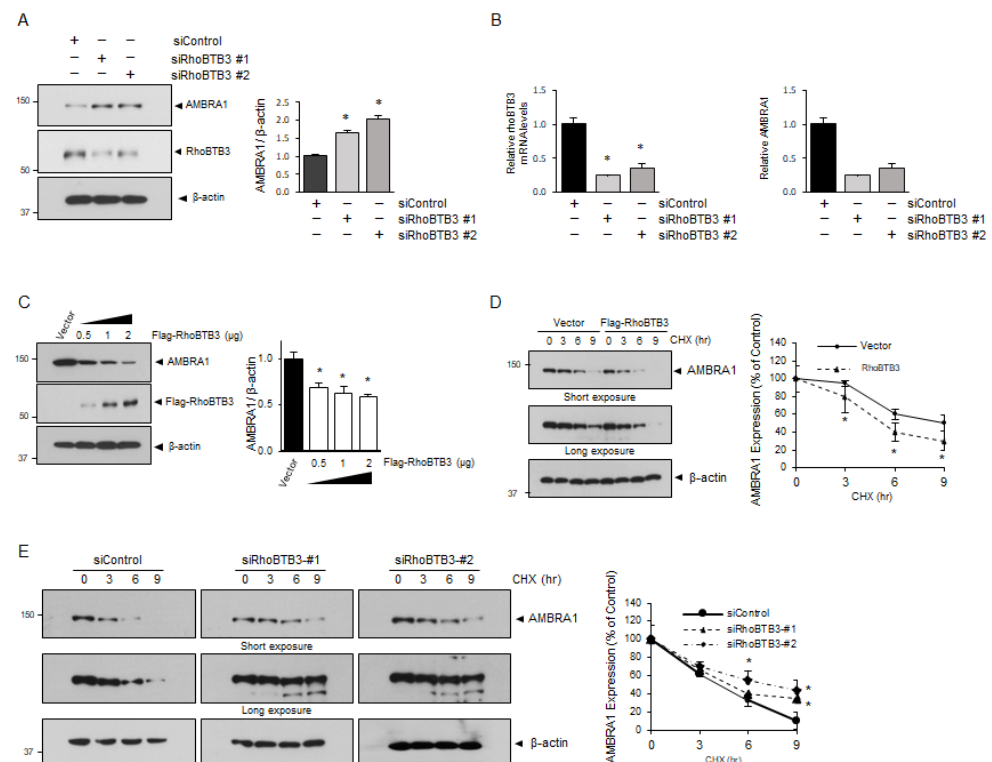 A
+ – – siControl
– + – siRhoBTB3 #1
– – + siRhoBTB3 #2
150
AMBRA1
RhoBTB3
50
β-actin
37
AMBRA1/ β-actin
2.5
2.0
1.5
1.0
0.5
0.0
*
*
+ – – siControl
– + – siRhoBTB3 #1
– – + siRhoBTB3 #2
B
Relative rhoBTB3
mRNA levels
1.5
1.0
0.5
0.0
*
*
+ – – siControl
– + – siRhoBTB3 #1
– – + siRhoBTB3 #2
Relative AMBRA1
1.5
1.0
0.5
0.0
+ – – siControl
– + – siRhoBTB3 #1
– – + siRhoBTB3 #2
C
Vector
0.5 1 2 Flag-RhoBTB3 (µg)
150
AMBRA1
Flag-RhoBTB3
β-actin
37
AMBRA1/ β-actin
1.0
0.5
0.0
* * *
Vector
0.5 1 2 Flag-RhoBTB3 (µg)
D
Vector Flag-RhoBTB3
0 3 6 9 0 3 6 9 CHX (hr)
150
AMBRA1
Short exposure
Long exposure
β-actin
37
AMBRA1 Expression (% of Control)
140
120
100
80
60
40
20
0
Vector
RhoBTB3
*
*
*
0 3 6 9
CHX (hr)
E
siControl siRhoBTB3-#1 siRhoBTB3-#2
0 3 6 9 0 3 6 9 0 3 6 9 CHX (hr)
150
AMBRA1
Short exposure
Long exposure
β-actin
37
AMBRA1 Expression (% of Control)
140
120
100
80
60
40
20
0
siControl
siRhoBTB3-#1
siRhoBTB3-#2
*
*
*
0 3 6 9
CHX (hr)